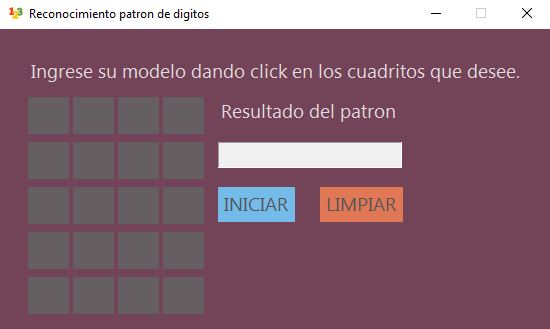 Reconocimiento patron de digitos
Ingrese su modelo dando click en los cuadritos que desee.
Resultado del patron
INICIAR
LIMPIAR